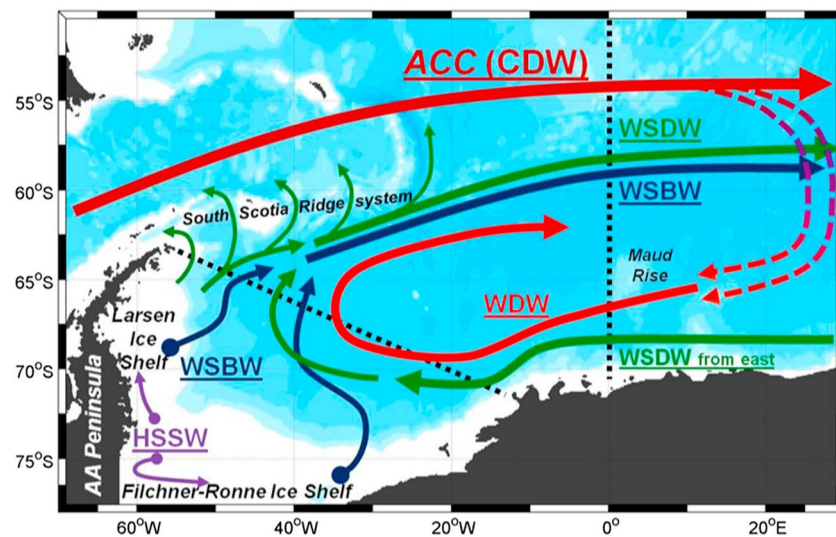 ACC (CDW)
55°S
WSDW
60°S
WSBW
South Scotia Ridge system
Maud
Rise
65°S
WDW
Larsen
Ice
Shelf
WSBW
WSDW from east
70°S
AA Peninsula
HSSW
75°S
Filchner-Ronne Ice Shelf
60°W
40°W
20°W
0°
20°E